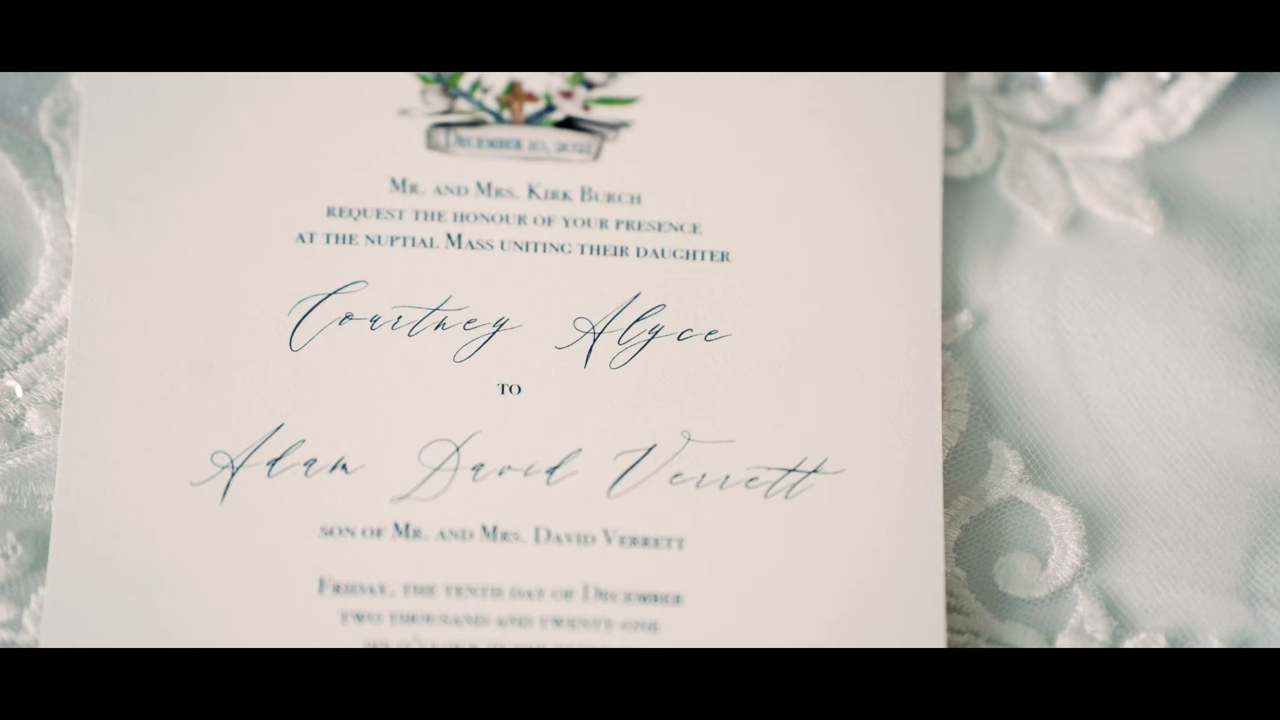 December 10, 2021
Mr. and Mrs. Kirk Burch
request the honour of your presence
at the nuptial Mass uniting their daughter
Courtney Alyce
to
Adam David Verrett
son of Mr. and Mrs. David Verrett
Friday, the tenth day of December
two thousand and twenty-one